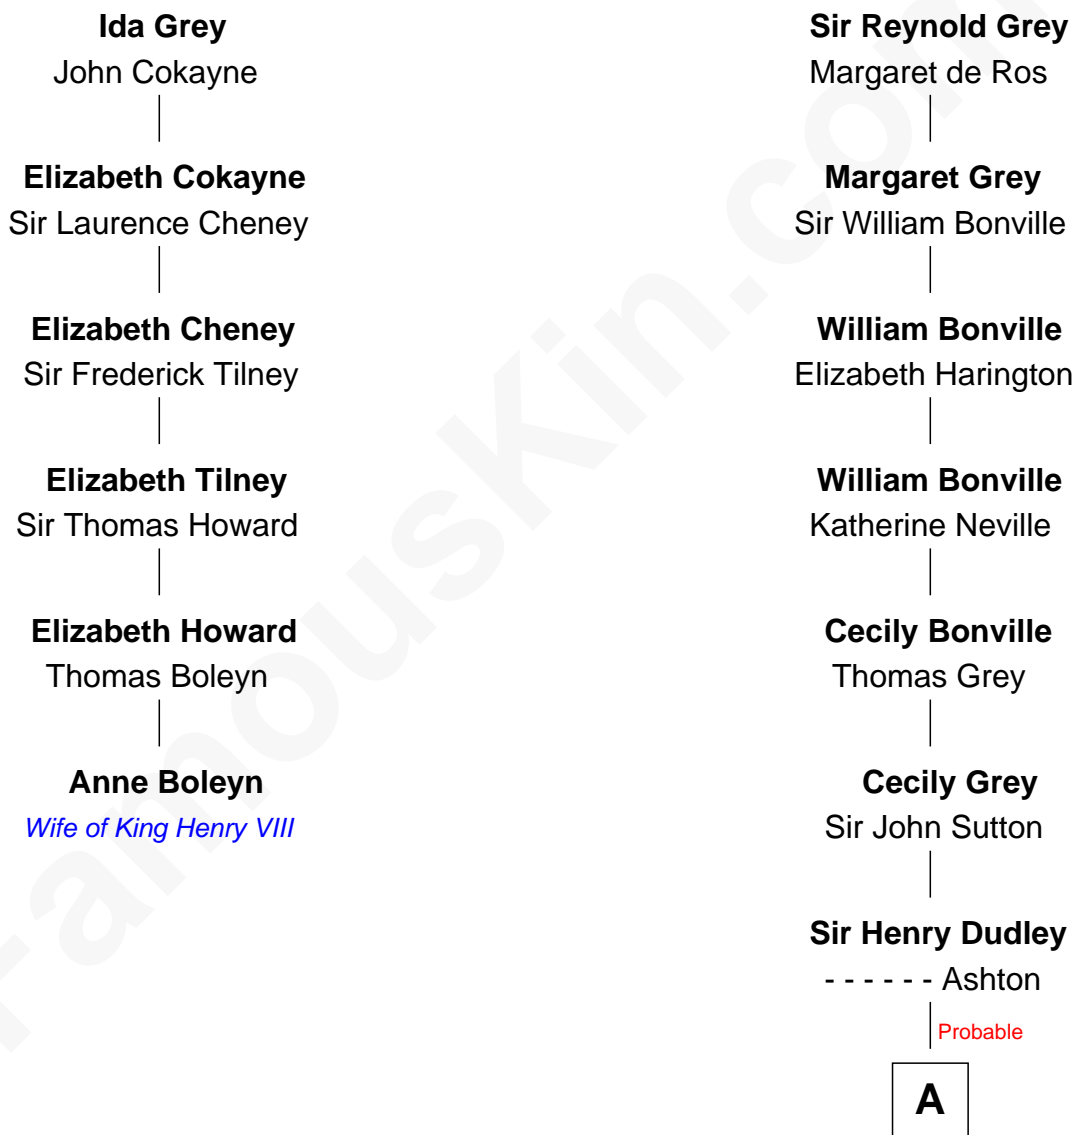 Ida Grey
John Cokayne
Elizabeth Cokayne
Sir Laurence Cheney
Elizabeth Cheney
Sir Frederick Tilney
Elizabeth Tilney
Sir Thomas Howard
Elizabeth Howard
Thomas Boleyn
Anne Boleyn
Wife of King Henry VIII
Sir Reynold Grey
Margaret de Ros
Margaret Grey
Sir William Bonville
William Bonville
Elizabeth Harington
William Bonville
Katherine Neville
Cecily Bonville
Thomas Grey
Cecily Grey
Sir John Sutton
Sir Henry Dudley
- - - - - - Ashton
Probable
A
FamousKin.com